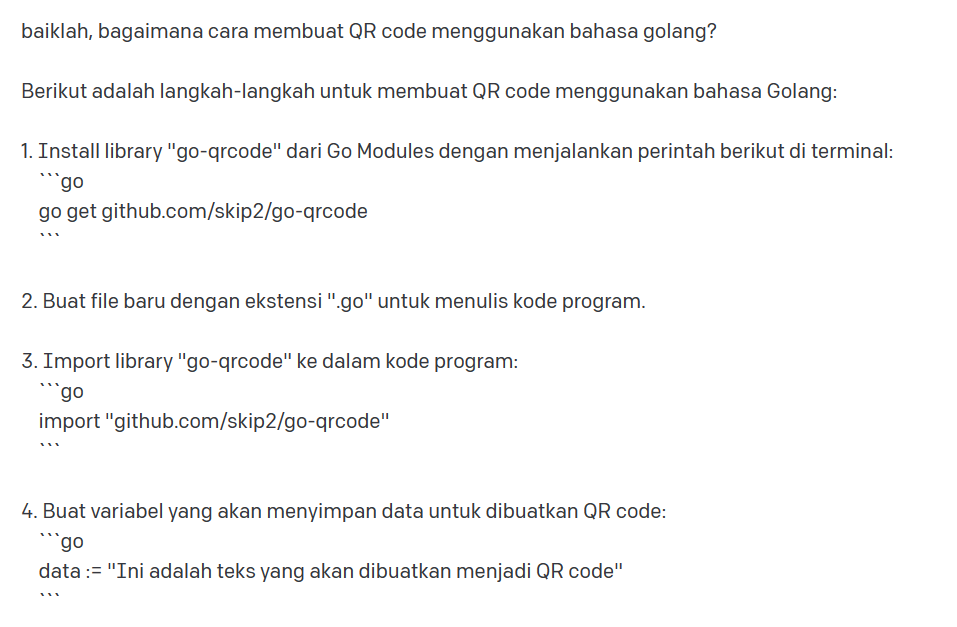 baiklah, bagaimana cara membuat QR code menggunakan bahasa golang?
Berikut adalah langkah-langkah untuk membuat QR code menggunakan bahasa Golang:
1. Install library "go-qrcode" dari Go Modules dengan menjalankan perintah berikut di terminal:
```go
go get github.com/skip2/go-qrcode
```
2. Buat file baru dengan ekstensi ".go" untuk menulis kode program.
3. Import library "go-qrcode" ke dalam kode program:
```go
import "github.com/skip2/go-qrcode"
```
4. Buat variabel yang akan menyimpan data untuk dibuatkan QR code:
```go
data := "Ini adalah teks yang akan dibuatkan menjadi QR code"
```